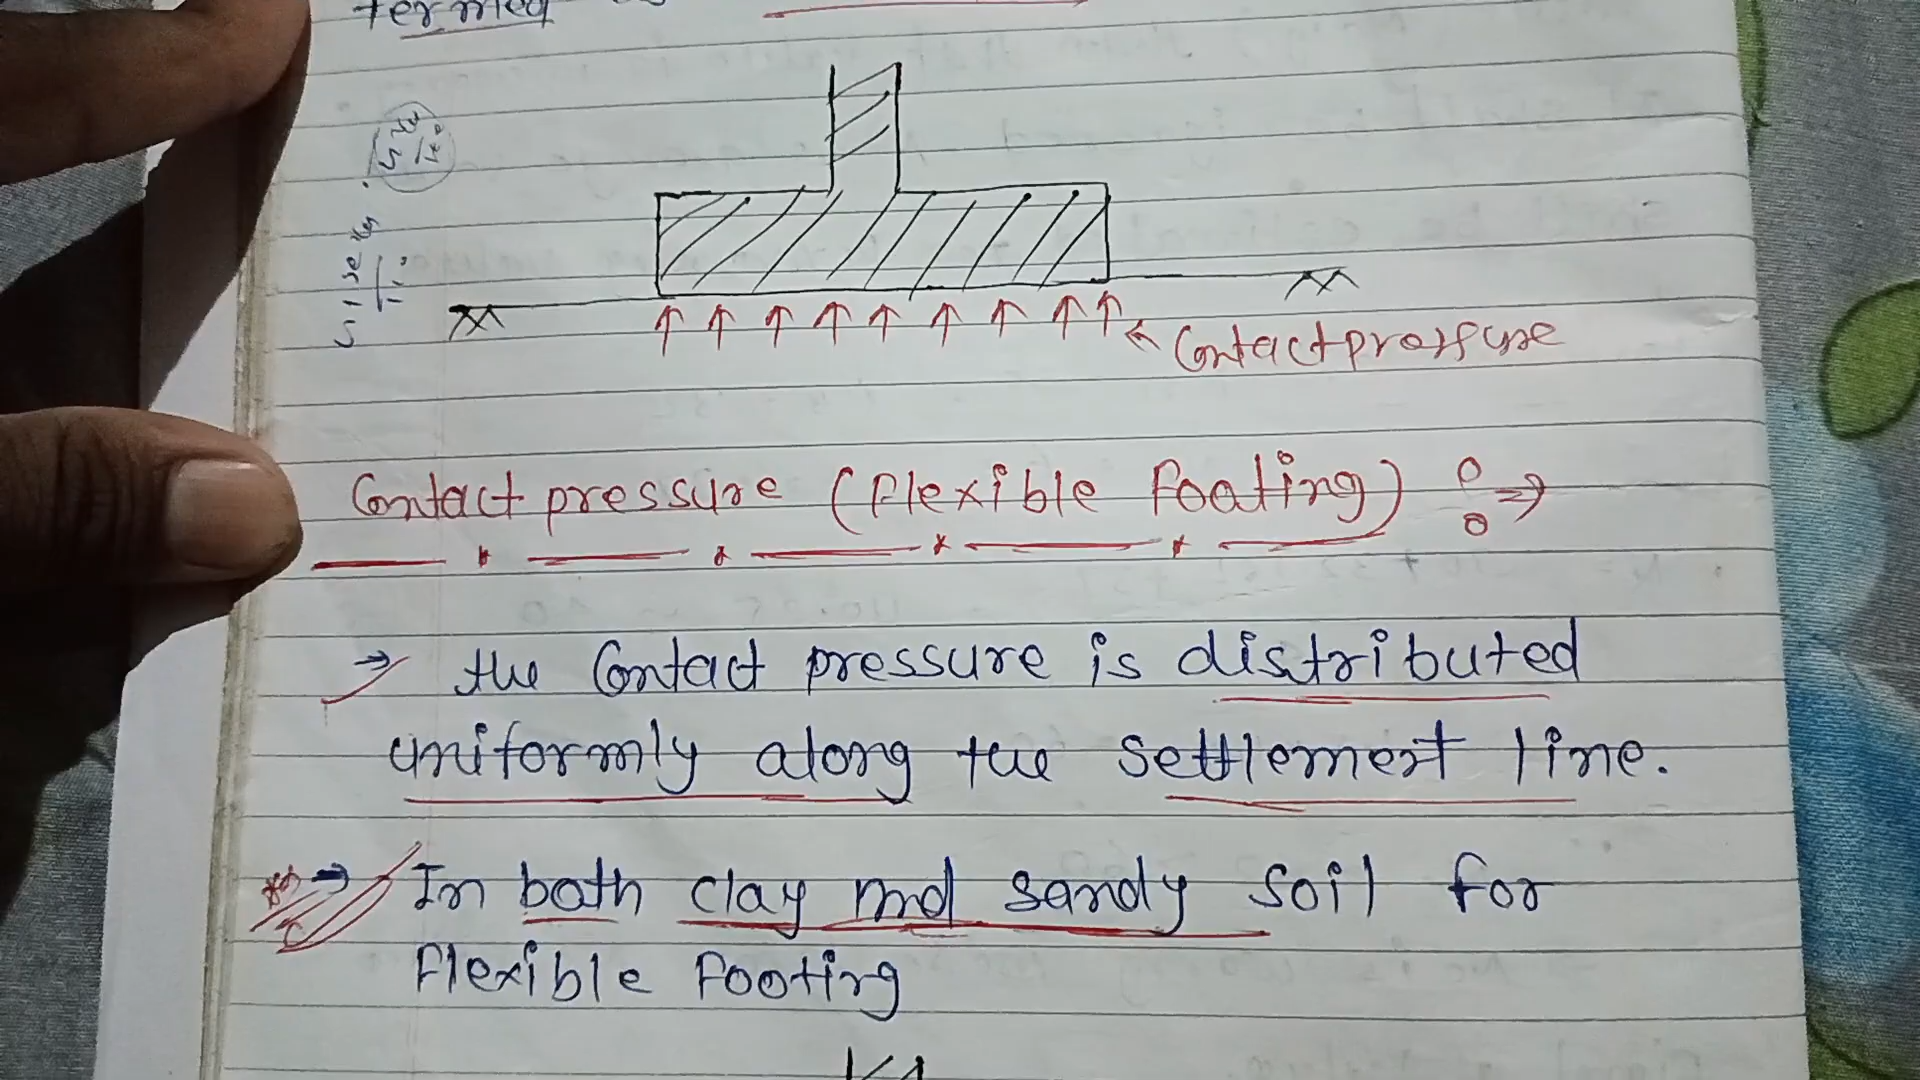 termed
Contact pressure
Contact pressure (Flexible Footing) :⇒
→ the Contact pressure is distributed
uniformly along the settlement line.
→ In both clay and sandy soil for
Flexible Footing